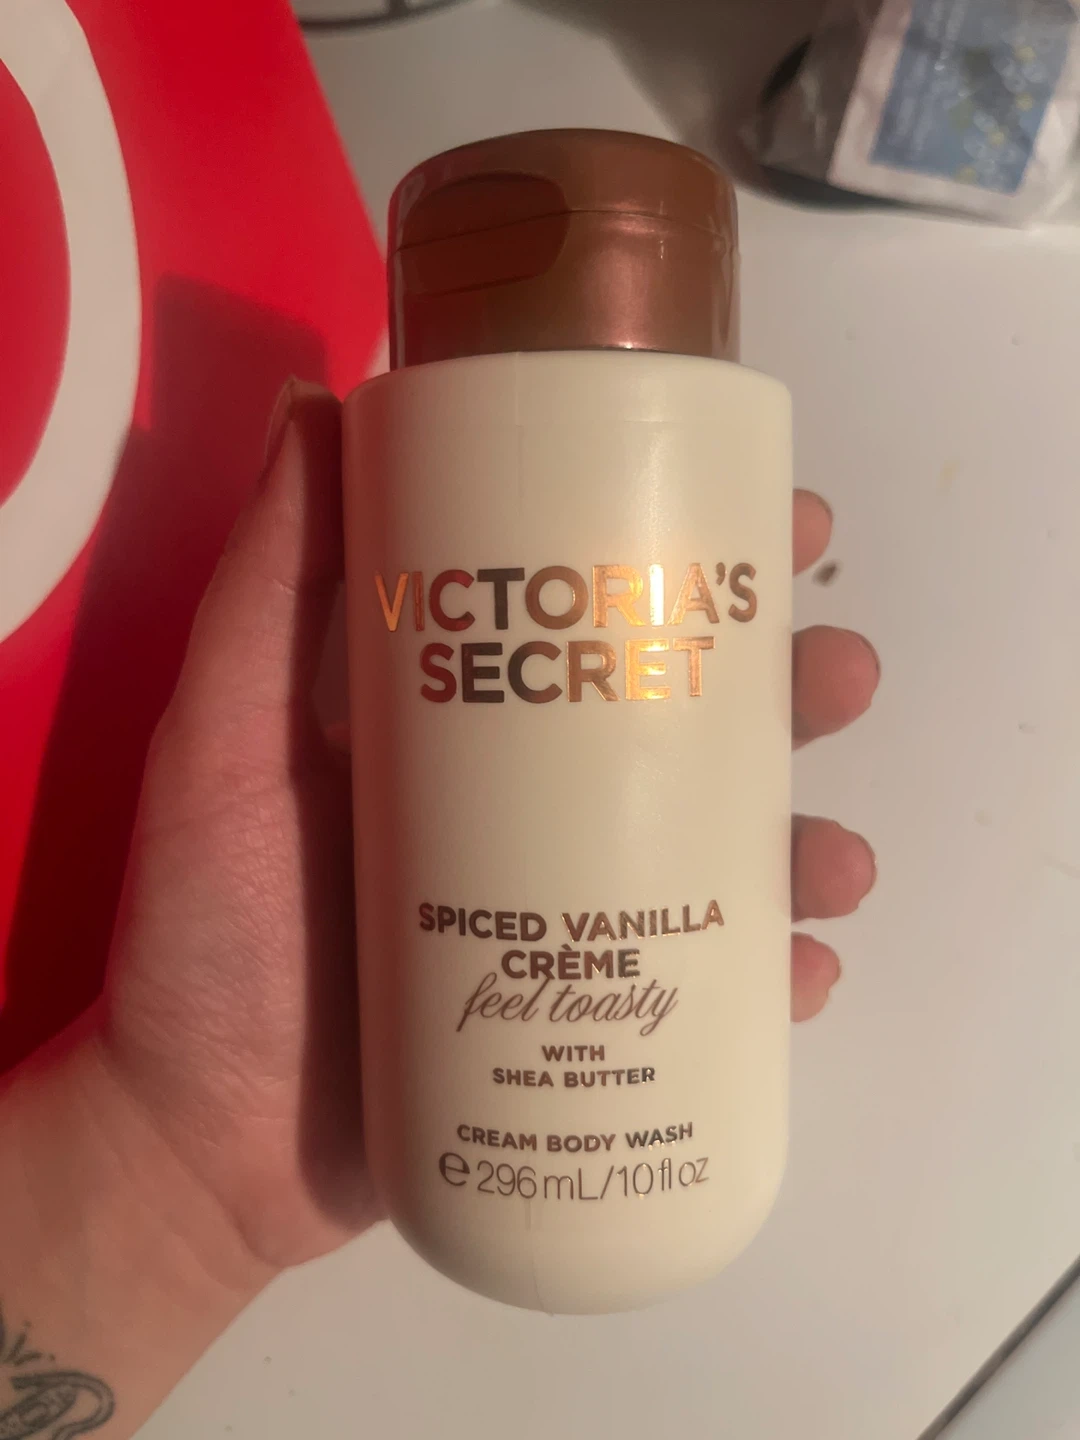 VICTORIA'S
SECRET
SPICED VANILLA
CRÈME
feel toasty
WITH
SHEA BUTTER
CREAM BODY WASH
℮ 296 mL/10 fl oz